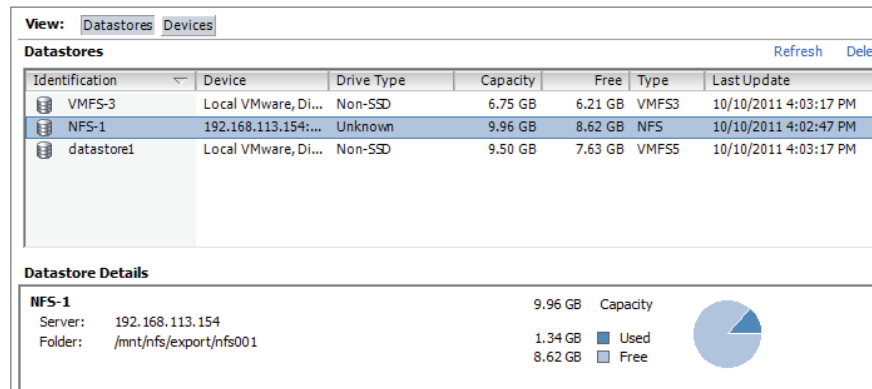 View: Datastores Devices
Datastores Refresh Dele
Identification Device Drive Type Capacity Free Type Last Update
VMFS-3 Local VMware, Di... Non-SSD 6.75 GB 6.21 GB VMFS3 10/10/2011 4:03:17 PM
NFS-1 192.168.113.154:... Unknown 9.96 GB 8.62 GB NFS 10/10/2011 4:02:47 PM
datastore1 Local VMware, Di... Non-SSD 9.50 GB 7.63 GB VMFS5 10/10/2011 4:03:17 PM
Datastore Details
NFS-1 9.96 GB Capacity
Server: 192.168.113.154
Folder: /mnt/nfs/export/nfs001
1.34 GB Used
8.62 GB Free